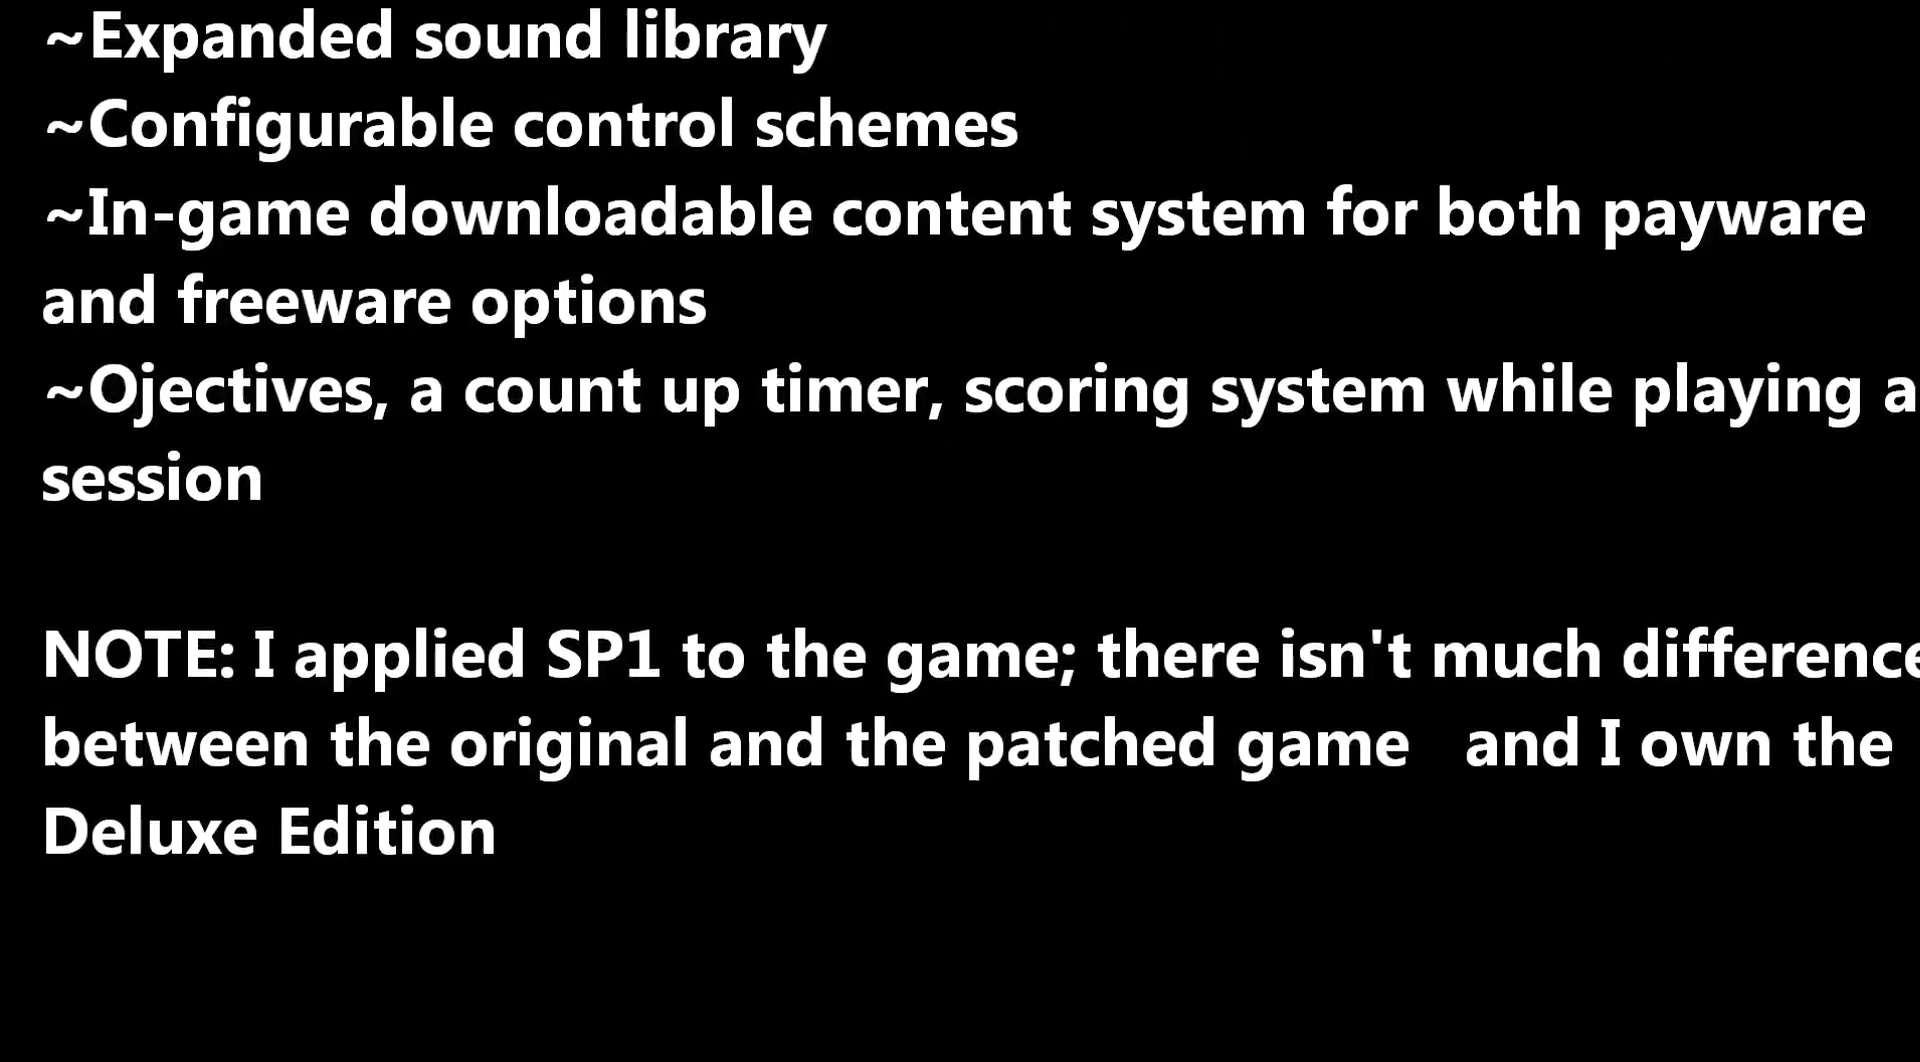 ~Expanded sound library
~Configurable control schemes
~In-game downloadable content system for both payware
and freeware options
~Ojectives, a count up timer, scoring system while playing a
session
NOTE: I applied SP1 to the game; there isn't much difference
between the original and the patched game   and I own the
Deluxe Edition